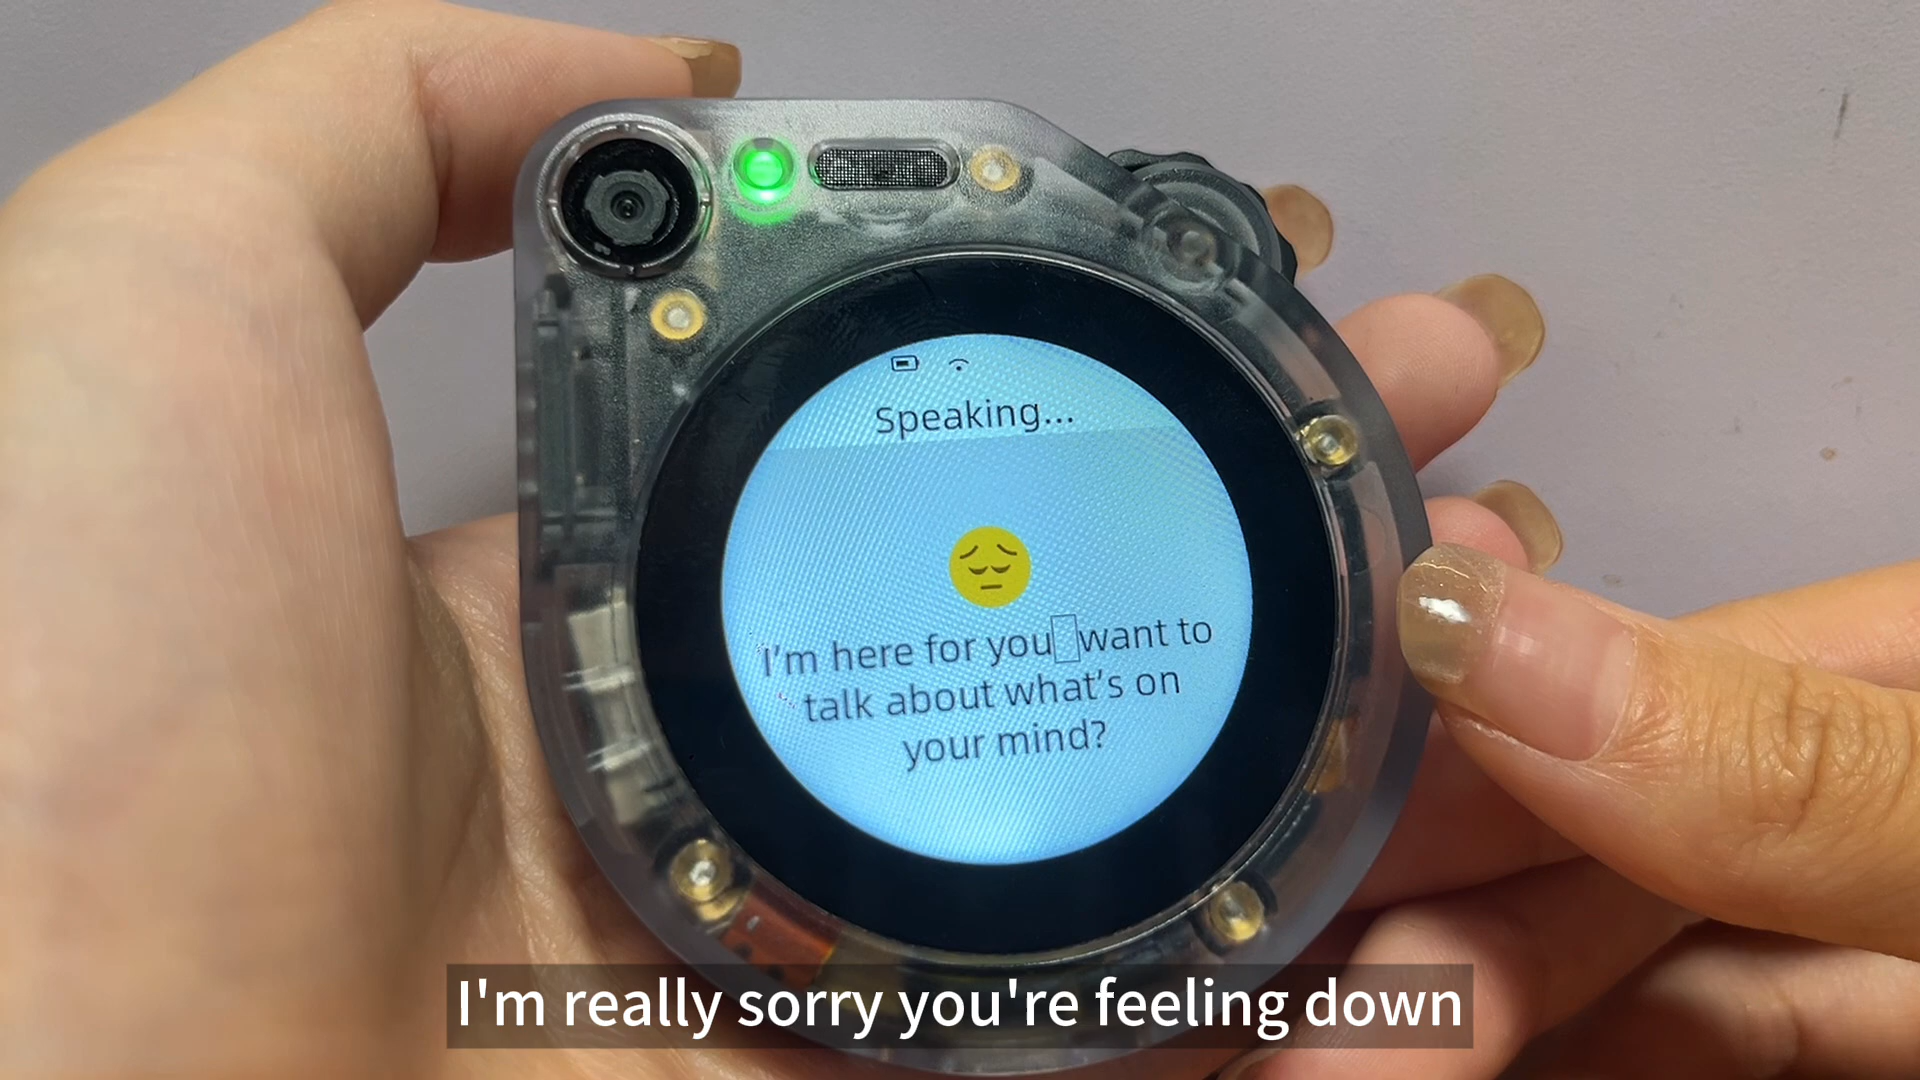 Speaking...
I'm here for you▯want to
talk about what's on
your mind?
I'm really sorry you're feeling down